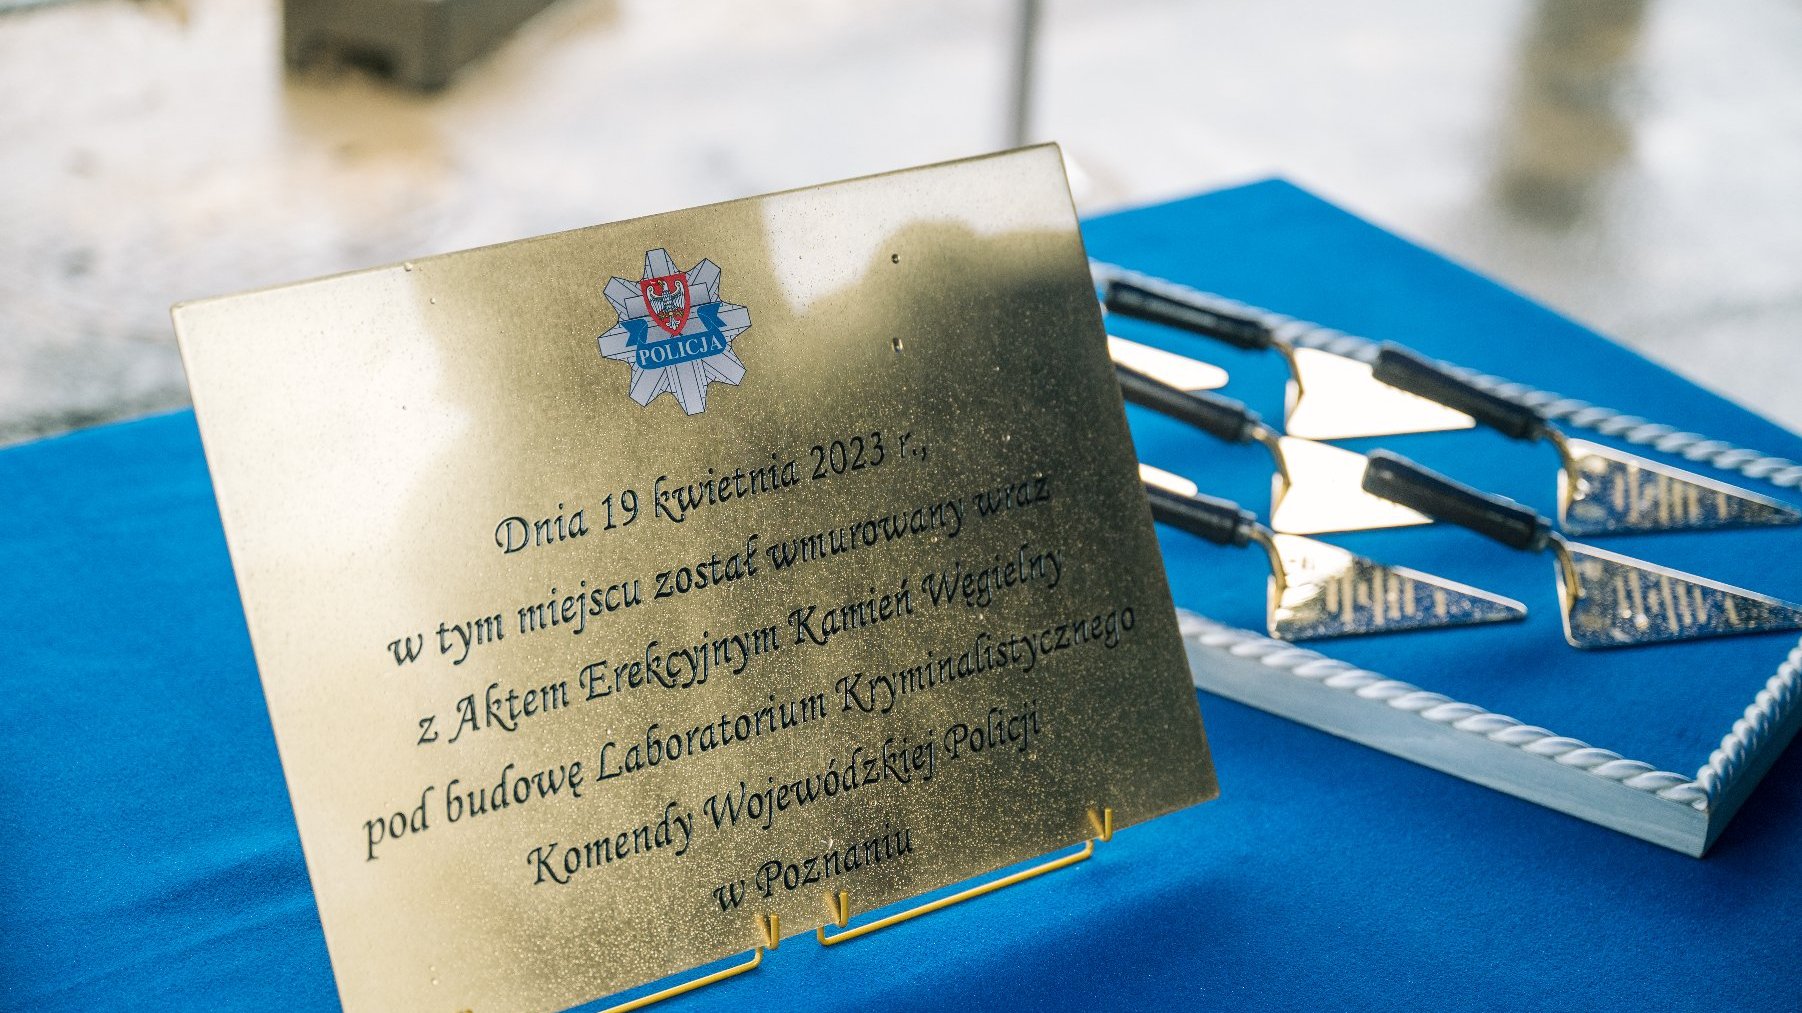 POLICJA
Dnia 19 kwietnia 2023 r.,
w tym miejscu został wmurowany wraz
z Aktem Erekcyjnym Kamień Węgielny
pod budowę Laboratorium Kryminalistycznego
Komendy Wojewódzkiej Policji
w Poznaniu